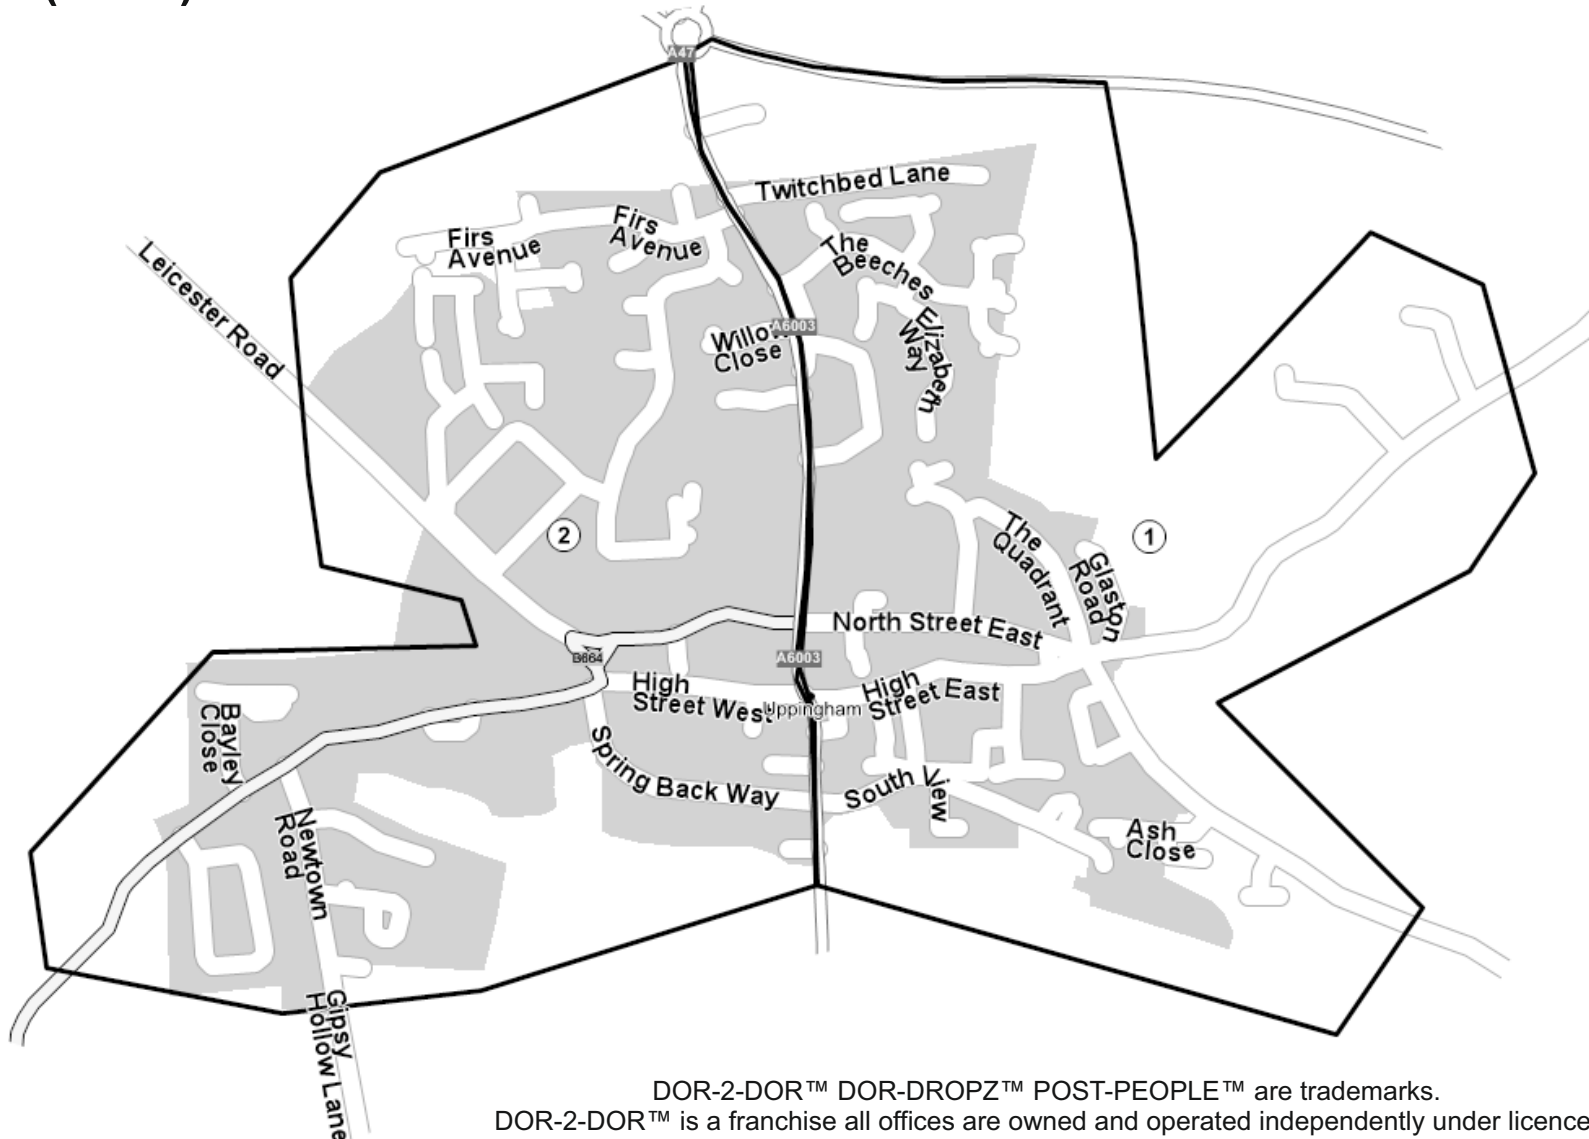 A47
Twitchbed Lane
Firs
Avenue
Firs
Avenue
The
Beeches
Leicester Road
A6003
Willow
Close
Elizabeth
Way
2
1
The
Quadrant
Glaston
Road
North Street East
B664
A6003
High
Street West
High
Street East
Uppingham
Bayley
Close
Spring Back Way
South View
Newtown
Road
Ash
Close
Gipsy
Hollow Lane
DOR-2-DOR™ DOR-DROPZ™ POST-PEOPLE™ are trademarks.
DOR-2-DOR™ is a franchise all offices are owned and operated independently under licence